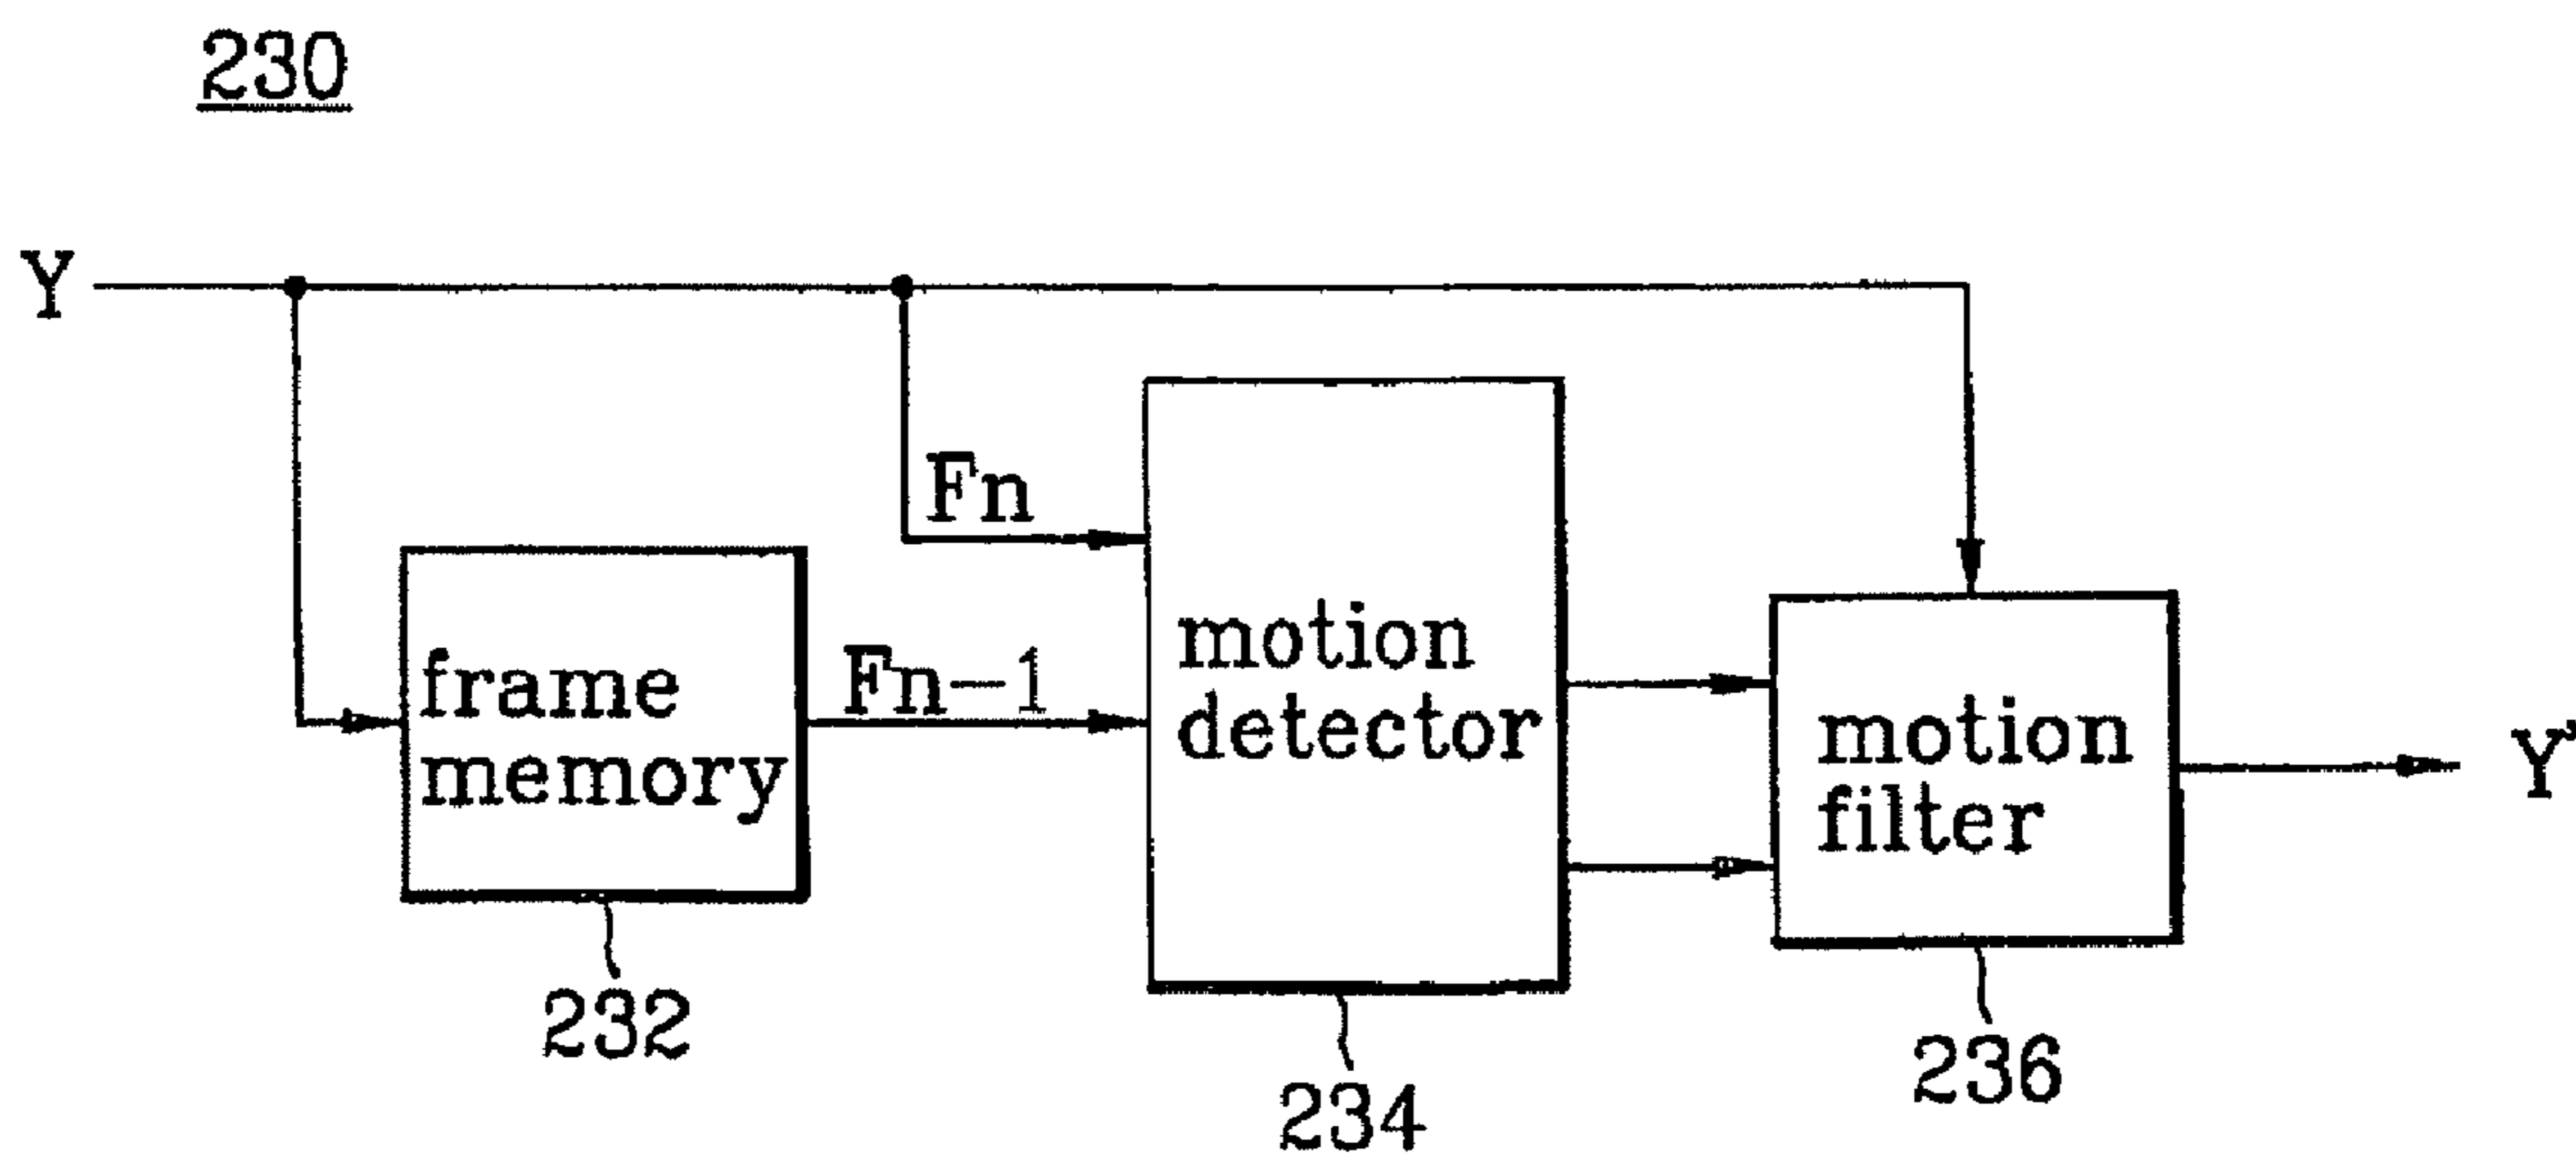 230
Y
Fn
frame
memory
Fn-1
motion
detector
motion
filter
Y'
232
234
236